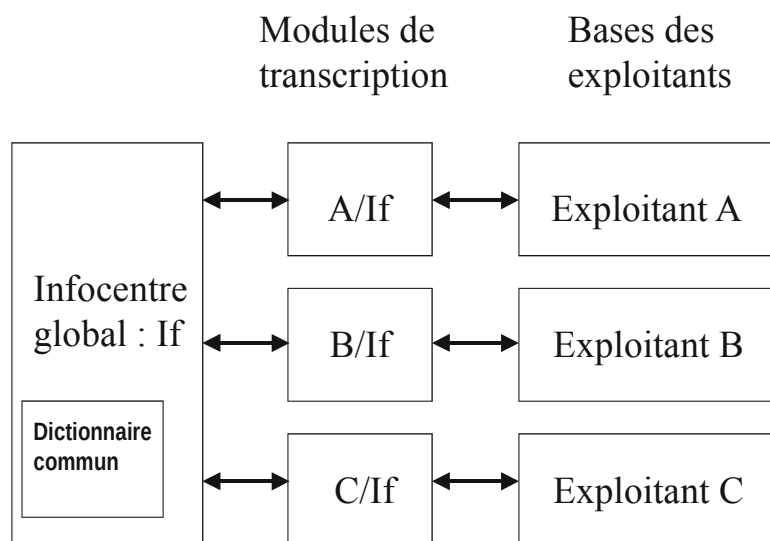 Modules de
transcription
Bases des
exploitants
Infocentre
global : If
Dictionnaire
commun
A/If
Exploitant A
B/If
Exploitant B
C/If
Exploitant C